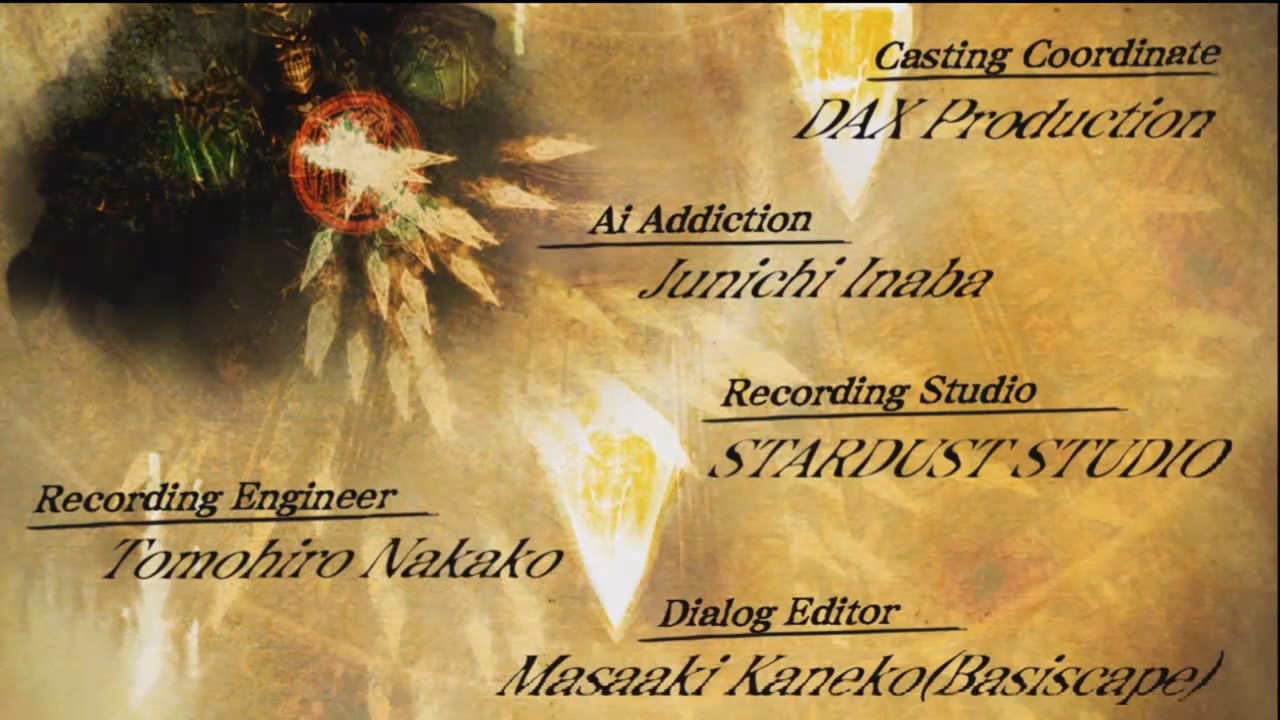 Casting Coordinate
DAX Production
Ai Addiction
Junichi Inaba
Recording Studio
STARDUST STUDIO
Recording Engineer
Tomohiro Nakako
Dialog Editor
Masaaki Kaneko(Basiscape)